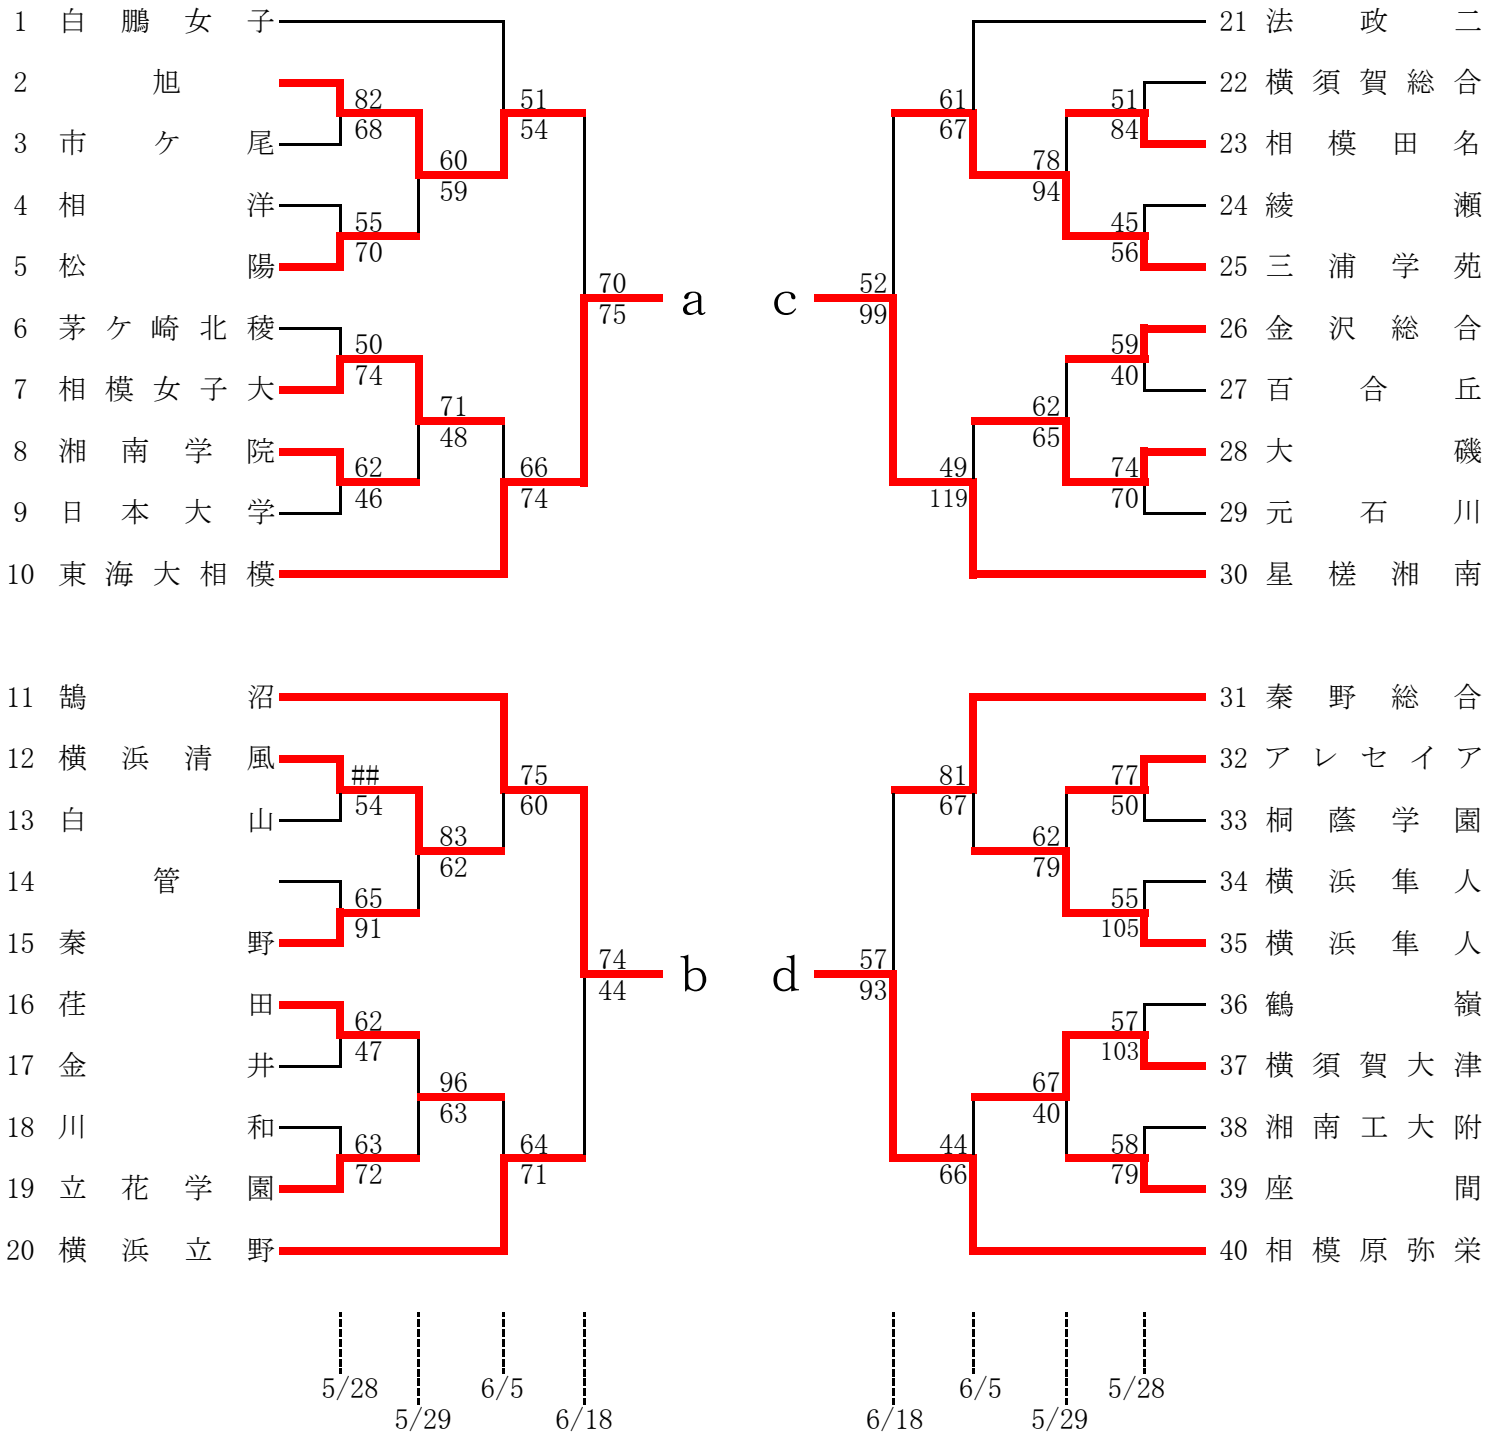 1 白鵬女子
2 旭
82
68
3 市ケ尾
60
59
4 相洋
55
70
5 松陽
51
54
6 茅ケ崎北稜
50
74
7 相模女子大
71
48
8 湘南学院
62
46
9 日本大学
66
74
10 東海大相模
70
75
a
11 鵠沼
12 横浜清風
##
54
13 白山
83
62
14 管
65
91
15 秦野
75
60
16 荏田
62
47
17 金井
96
63
18 川和
63
72
19 立花学園
64
71
20 横浜立野
74
44
b
21 法政二
22 横須賀総合
51
84
23 相模田名
78
94
24 綾瀬
45
56
25 三浦学苑
61
67
26 金沢総合
59
40
27 百合丘
62
65
28 大磯
74
70
29 元石川
49
119
30 星槎湘南
52
99
c
31 秦野総合
32 アレセイア
77
50
33 桐蔭学園
62
79
34 横浜隼人
55
105
35 横浜隼人
81
67
36 鶴嶺
57
103
37 横須賀大津
67
40
38 湘南工大附
58
79
39 座間
44
66
40 相模原弥栄
57
93
d
5/28
5/29
6/5
6/18
6/18
6/5
5/29
5/28